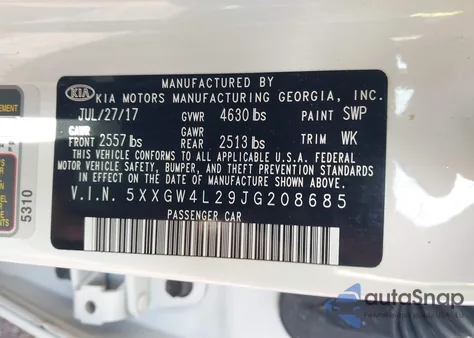 MANUFACTURED BY
KIA KIA MOTORS MANUFACTURING GEORGIA, INC.
JUL/27/17 GVWR 4630 lbs PAINT SWP
GAWR FRONT 2557 lbs GAWR REAR 2513 lbs TRIM WK
THIS VEHICLE CONFORMS TO ALL APPLICABLE U.S.A. FEDERAL
MOTOR VEHICLE SAFETY, BUMPER, AND THEFT PREVENTION STANDARDS
IN EFFECT ON THE DATE OF MANUFACTURE SHOWN ABOVE.
V.I.N. 5XXGW4L29JG208685
PASSENGER CAR
5310
autoSnap